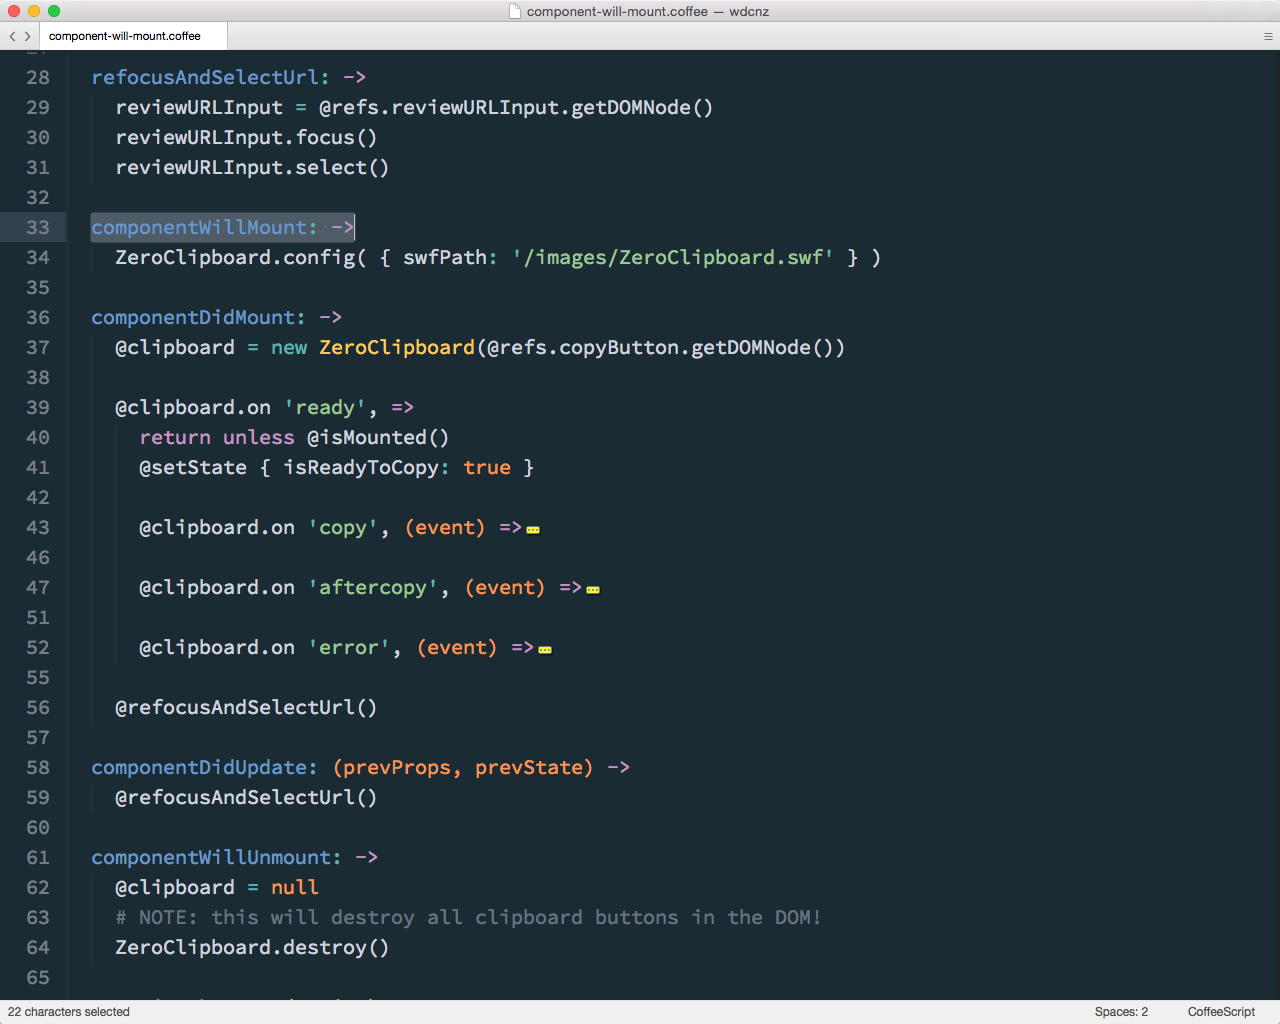 component-will-mount.coffee — wdcnz
component-will-mount.coffee
28 refocusAndSelectUrl: ->
29 reviewURLInput = @refs.reviewURLInput.getDOMNode()
30 reviewURLInput.focus()
31 reviewURLInput.select()
32
33 componentWillMount: ->
34 ZeroClipboard.config( { swfPath: '/images/ZeroClipboard.swf' } )
35
36 componentDidMount: ->
37 @clipboard = new ZeroClipboard(@refs.copyButton.getDOMNode())
38
39 @clipboard.on 'ready', =>
40 return unless @isMounted()
41 @setState { isReadyToCopy: true }
42
43 @clipboard.on 'copy', (event) =>
46
47 @clipboard.on 'aftercopy', (event) =>
51
52 @clipboard.on 'error', (event) =>
55
56 @refocusAndSelectUrl()
57
58 componentDidUpdate: (prevProps, prevState) ->
59 @refocusAndSelectUrl()
60
61 componentWillUnmount: ->
62 @clipboard = null
63 # NOTE: this will destroy all clipboard buttons in the DOM!
64 ZeroClipboard.destroy()
65
22 characters selected Spaces: 2 CoffeeScript